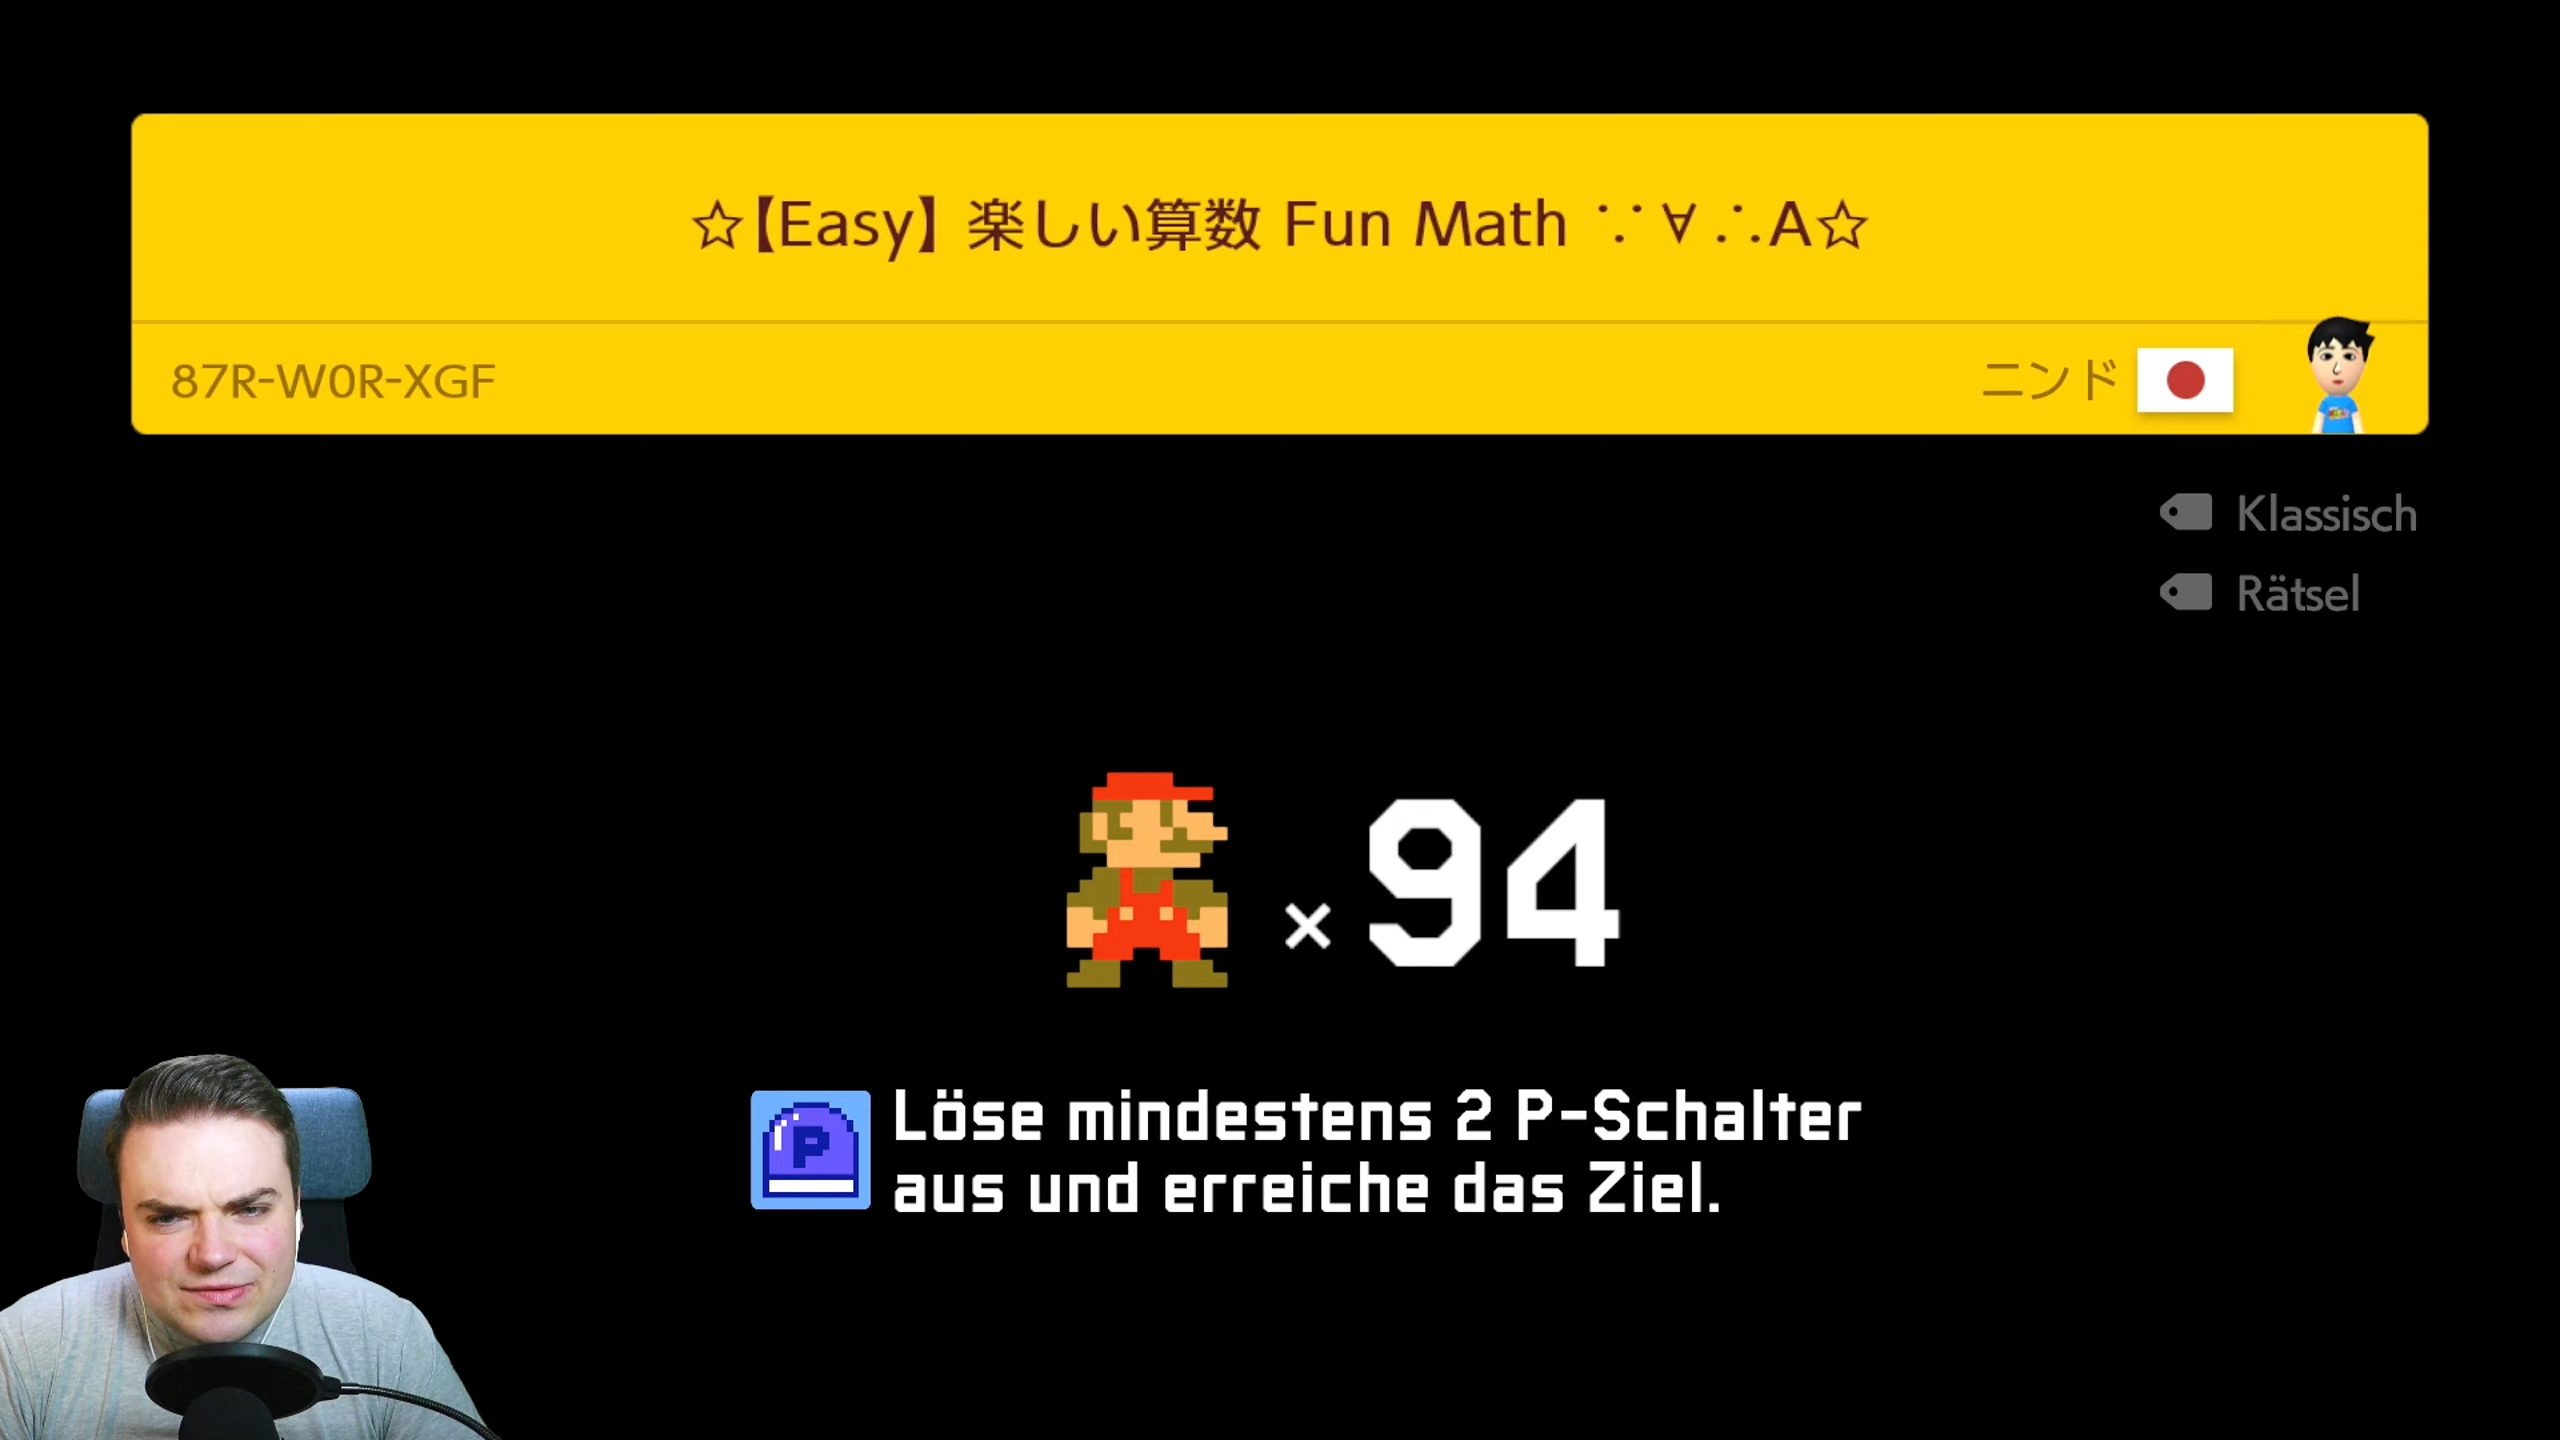 ☆【Easy】 楽しい算数 Fun Math ∵∀∴A☆
87R-W0R-XGF
ニンド
Klassisch
Rätsel
×94
P
Löse mindestens 2 P-Schalter
aus und erreiche das Ziel.